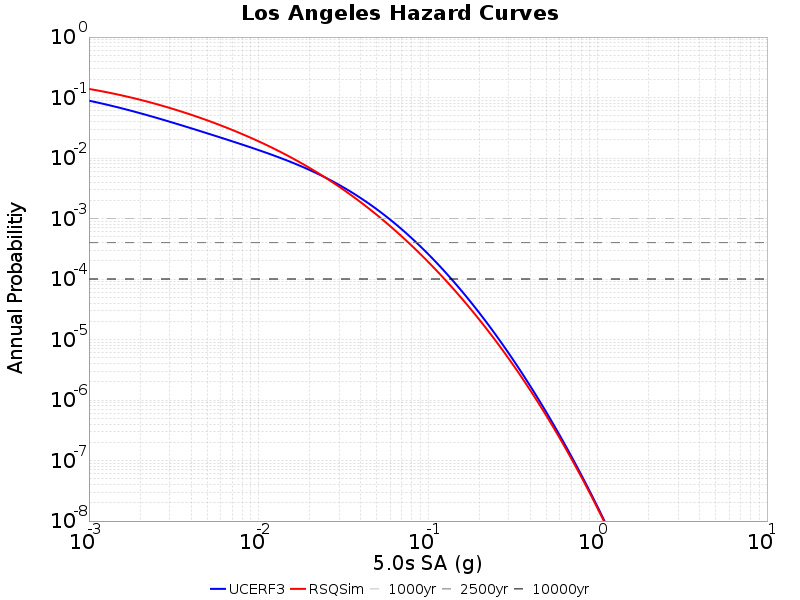 Los Angeles Hazard Curves
Annual Probabilitiy
10^0
10^-1
10^-2
10^-3
10^-4
10^-5
10^-6
10^-7
10^-8
10^-3 10^-2 10^-1 10^0 10^1
5.0s SA (g)
UCERF3 RSQSim 1000yr 2500yr 10000yr